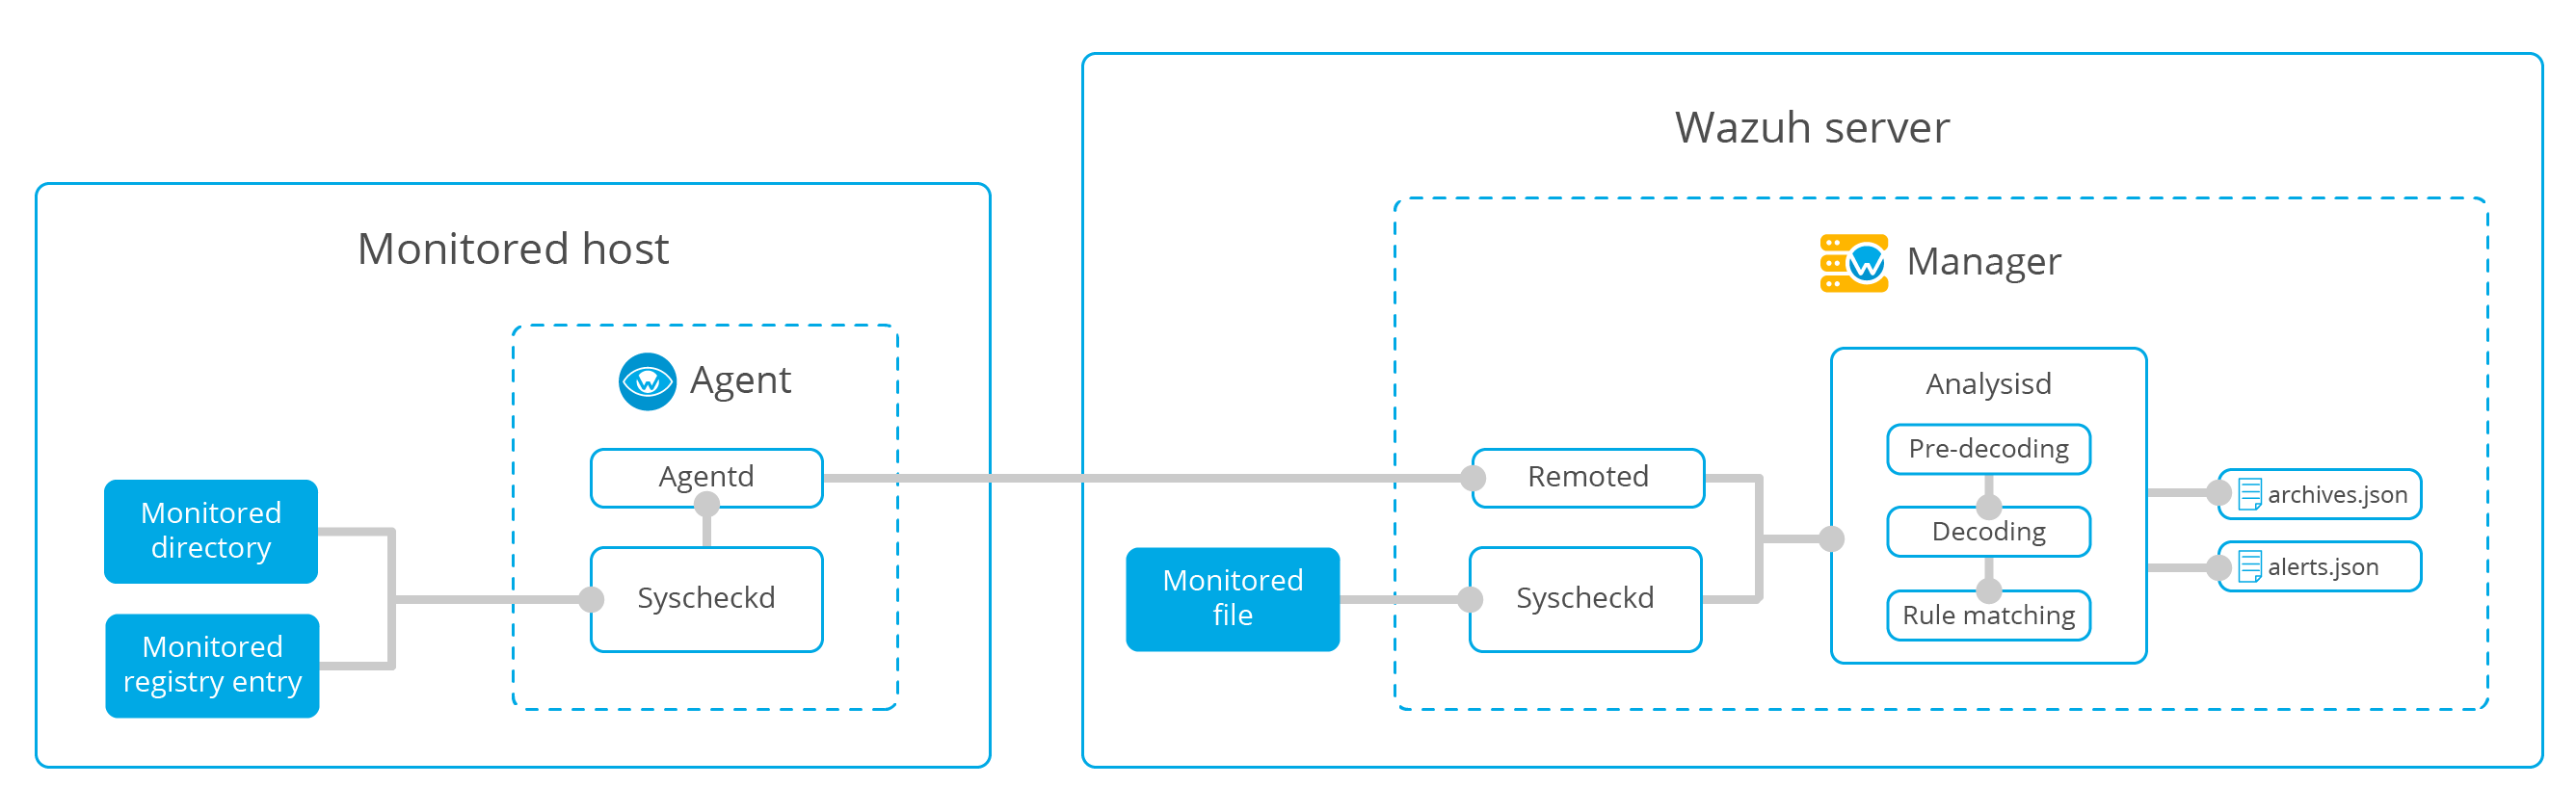 Monitored host
Agent
Agentd
Syscheckd
Monitored
directory
Monitored
registry entry
Wazuh server
Manager
Remoted
Syscheckd
Monitored
file
Analysisd
Pre-decoding
Decoding
Rule matching
archives.json
alerts.json